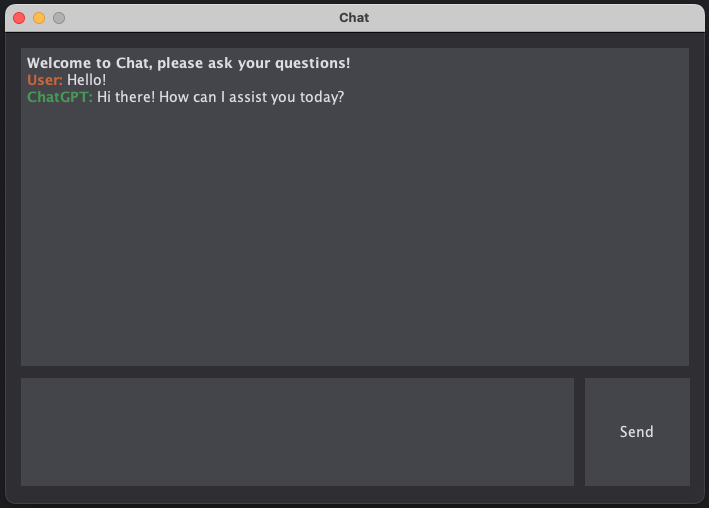 Chat
Welcome to Chat, please ask your questions!
User: Hello!
ChatGPT: Hi there! How can I assist you today?
Send